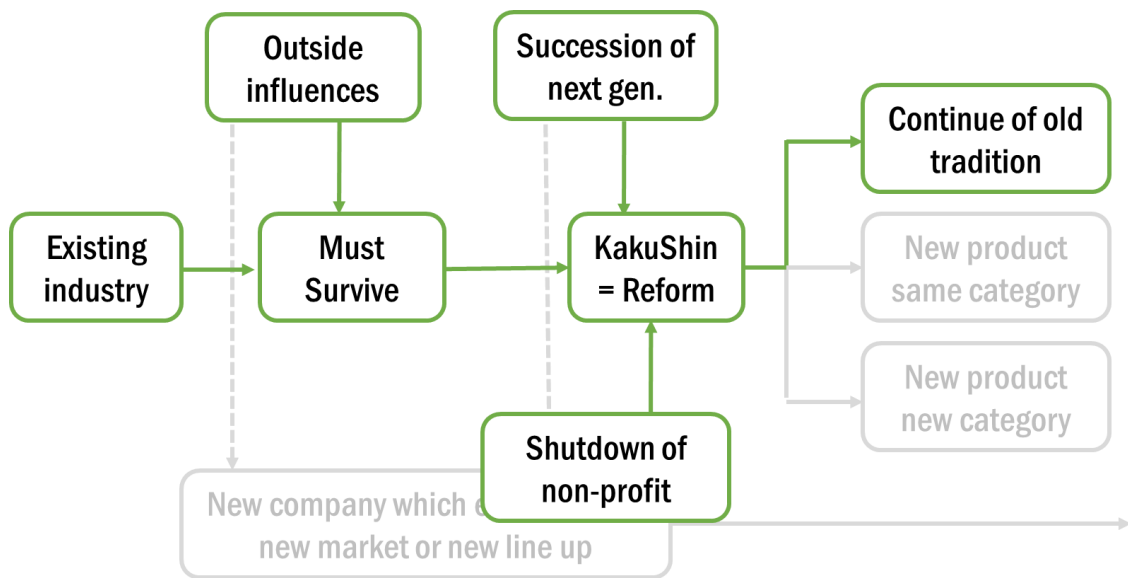 Outside
influences
Succession of
next gen.
Continue of old
tradition
Existing
industry
Must
Survive
KakuShin
= Reform
New product
same category
New product
new category
Shutdown of
non-profit
New company which
new market or new line up